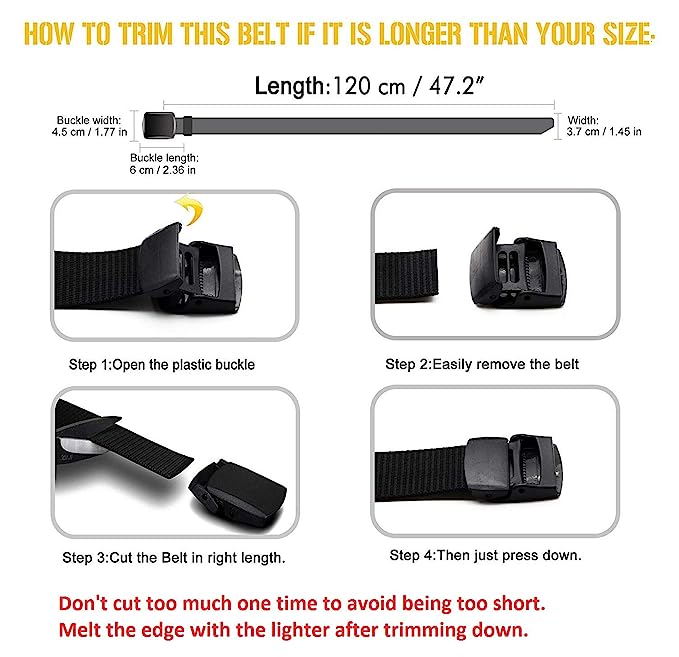 HOW TO TRIM THIS BELT IF IT IS LONGER THAN YOUR SIZE.
Length:120 cm / 47.2"
Buckle width:
4.5 cm / 1.77 in
Width:
3.7 cm / 1.45 in
Buckle length:
6 cm / 2.36 in
Step 1:Open the plastic buckle
Step 2:Easily remove the belt
Step 3:Cut the Belt in right length.
Step 4:Then just press down.
Don't cut too much one time to avoid being too short.
Melt the edge with the lighter after trimming down.